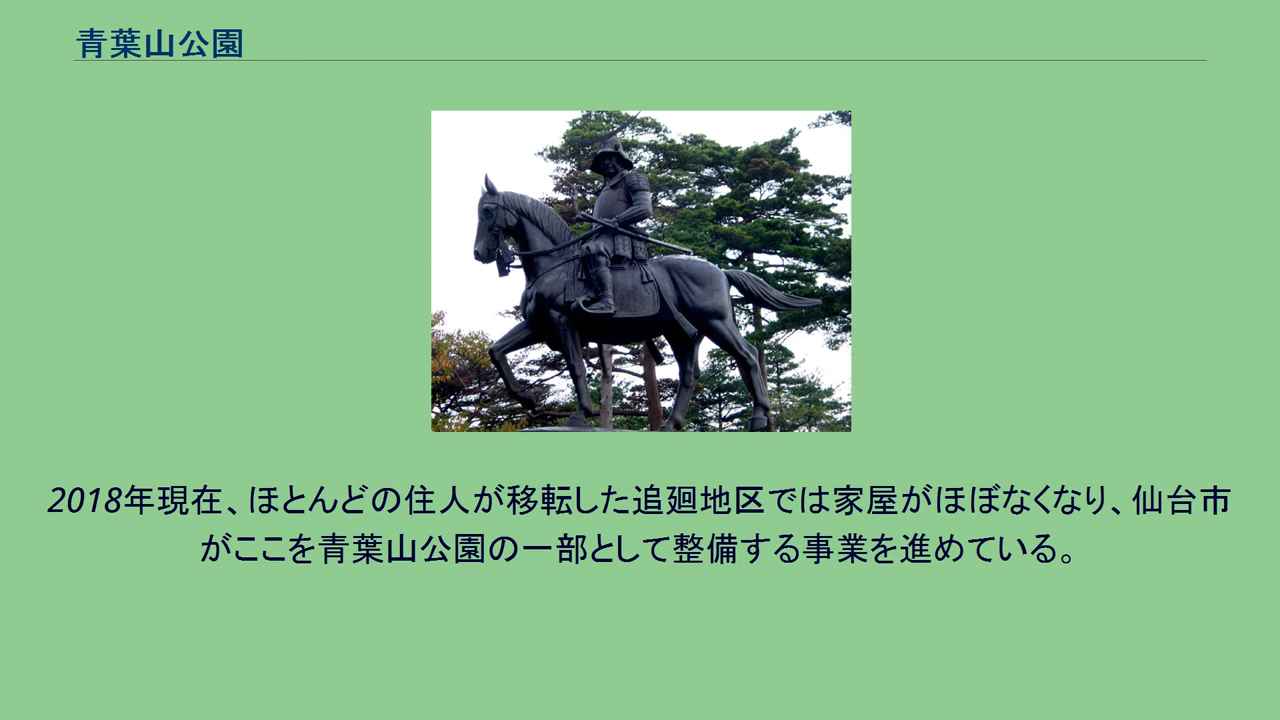 青葉山公園
2018年現在、ほとんどの住人が移転した追廻地区では家屋がほぼなくなり、仙台市
がここを青葉山公園の一部として整備する事業を進めている。